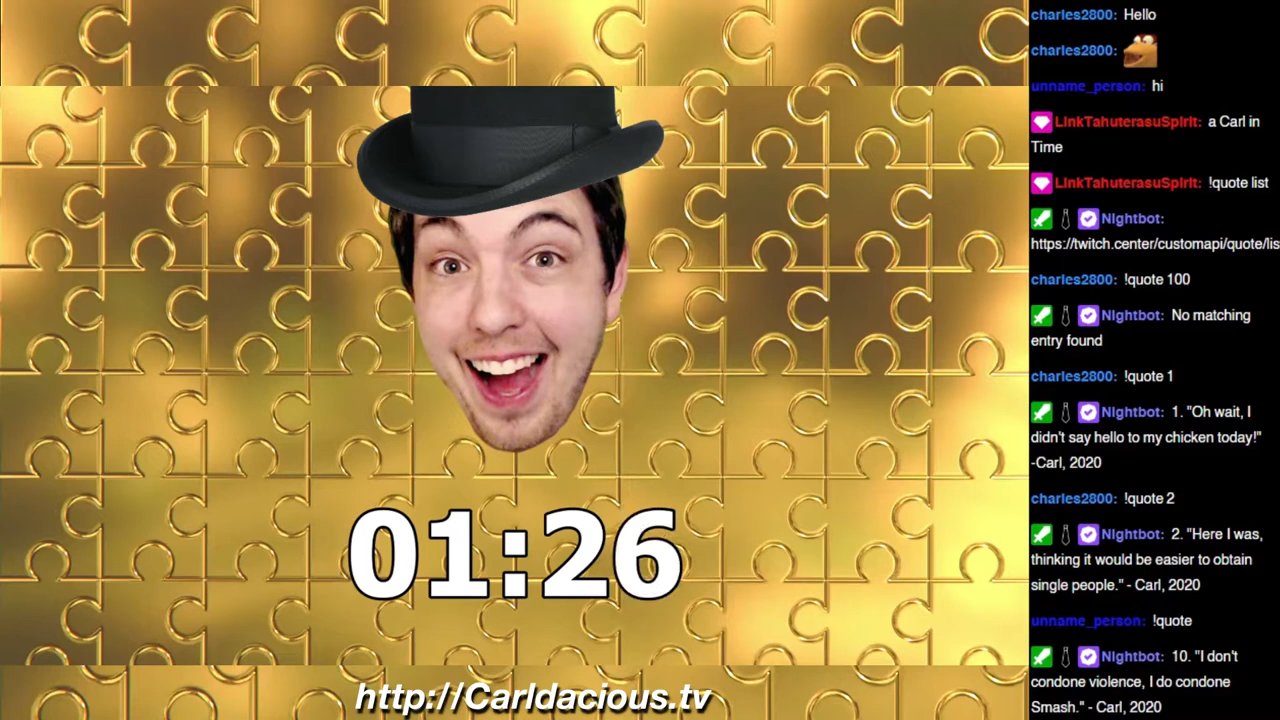 01:26
http://Carldacious.tv
charles2800: Hello
charles2800:
unname_person: hi
LinkTahuterasuSpirit: a Carl in
Time
LinkTahuterasuSpirit: !quote list
Nightbot:
https://twitch.center/customapi/quote/lis
charles2800: !quote 100
Nightbot: No matching
entry found
charles2800: !quote 1
Nightbot: 1. "Oh wait, I
didn't say hello to my chicken today!"
-Carl, 2020
charles2800: !quote 2
Nightbot: 2. "Here I was,
thinking it would be easier to obtain
single people." - Carl, 2020
unname_person: !quote
Nightbot: 10. "I don't
condone violence, I do condone
Smash." - Carl, 2020